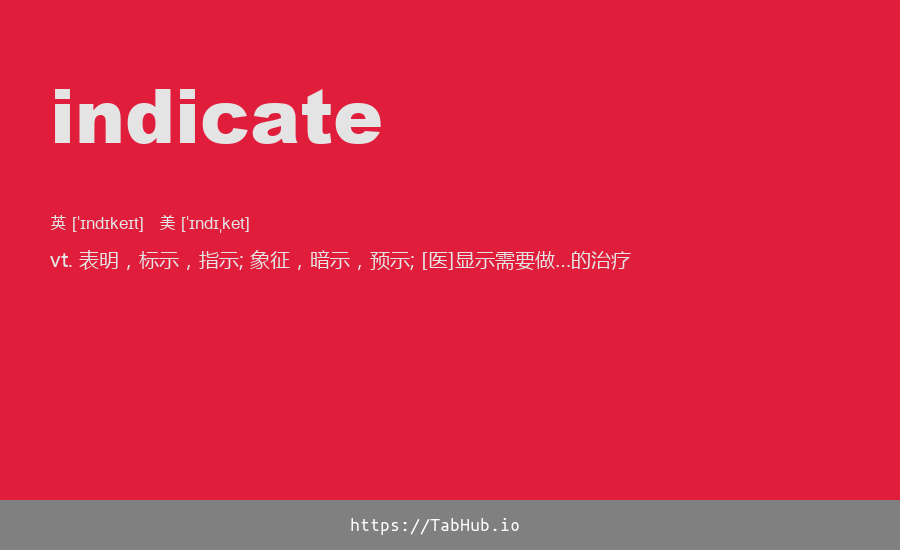 indicate
英 [ˈɪndɪkeɪt] 美 [ˈɪndɪˌket]
vt. 表明，标示，指示; 象征，暗示，预示; [医]显示需要做…的治疗
https://TabHub.io